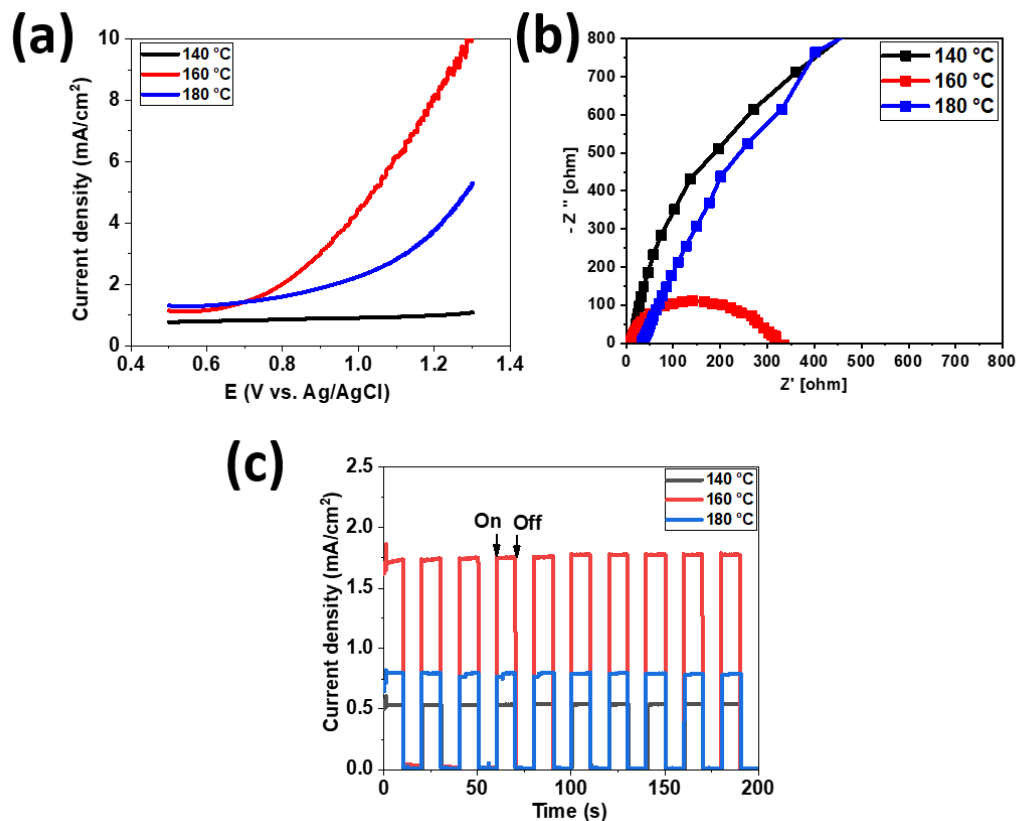 (a)
10
8
6
4
2
0
0.4 0.6 0.8 1.0 1.2 1.4
Current density (mA/cm²)
E (V vs. Ag/AgCl)
140 °C
160 °C
180 °C
(b)
800
700
600
500
400
300
200
100
0
0 100 200 300 400 500 600 700 800
- Z '' [ohm]
Z' [ohm]
140 °C
160 °C
180 °C
(c)
2.5
2.0
1.5
1.0
0.5
0.0
0 50 100 150 200
Current density (mA/cm²)
Time (s)
140 °C
160 °C
180 °C
On Off